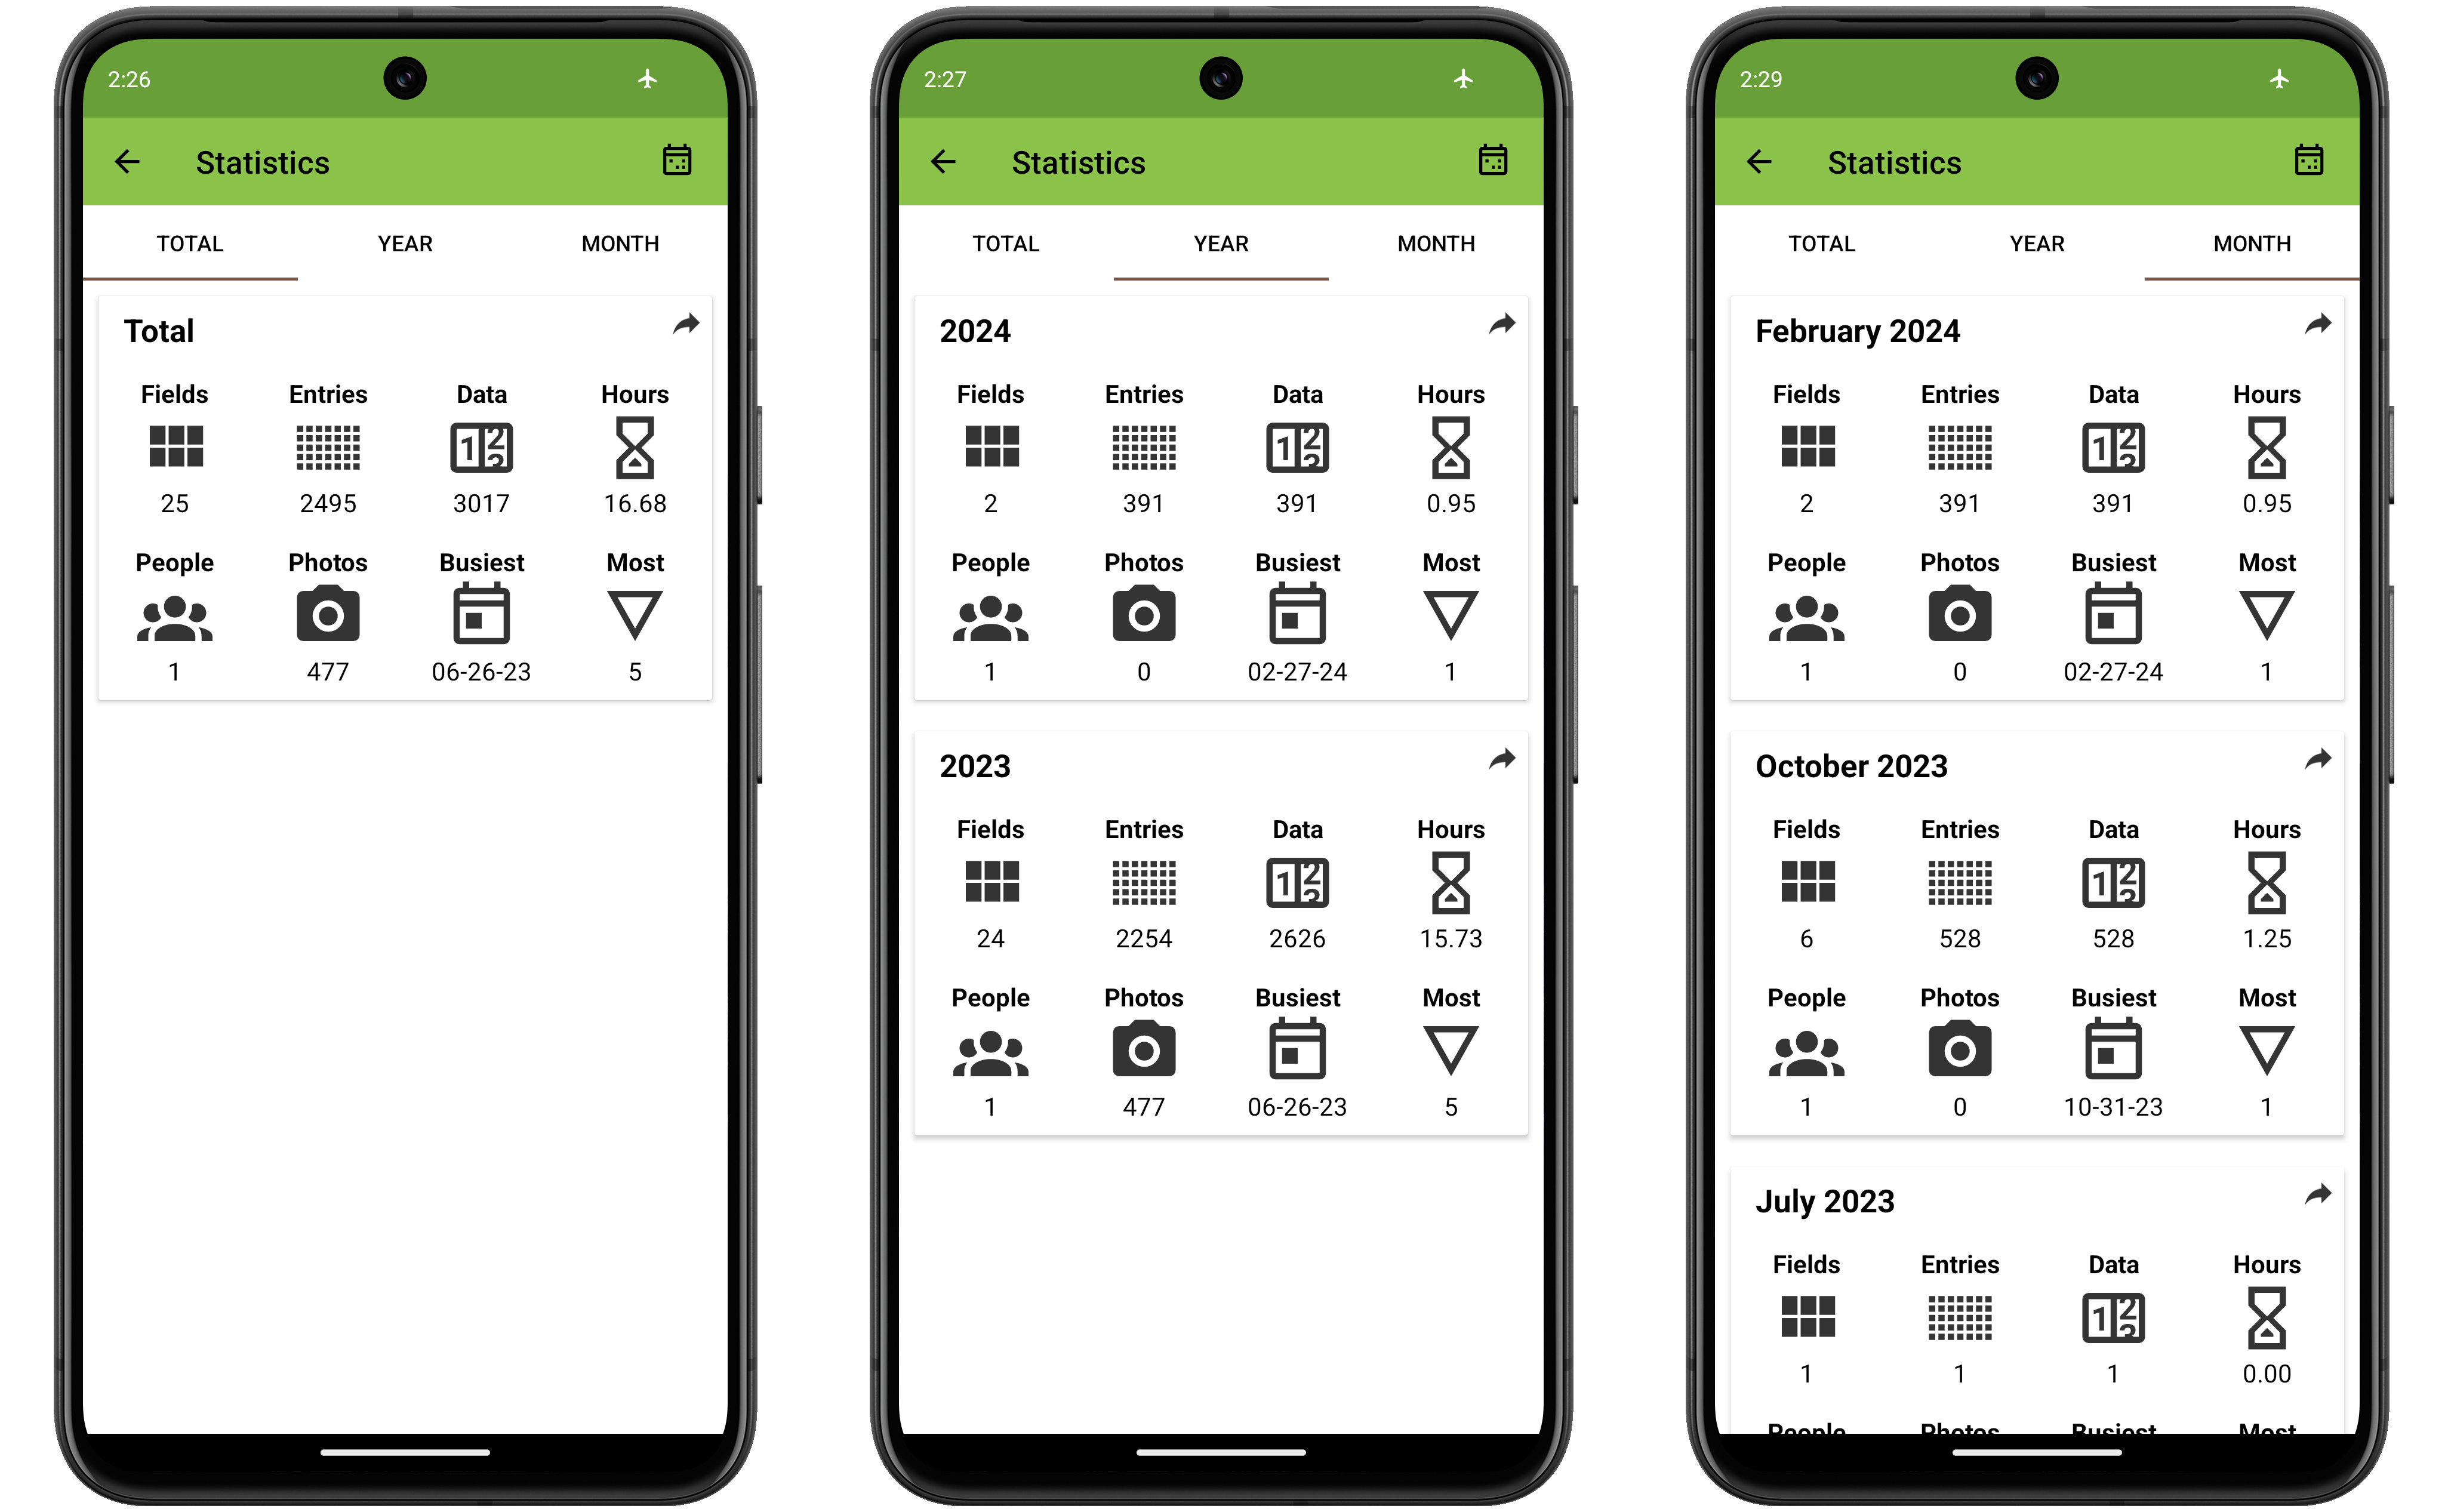 2:26
Statistics
TOTAL YEAR MONTH
Total
Fields Entries Data Hours
25 2495 3017 16.68
People Photos Busiest Most
1 477 06-26-23 5
2:27
Statistics
TOTAL YEAR MONTH
2024
Fields Entries Data Hours
2 391 391 0.95
People Photos Busiest Most
1 0 02-27-24 1
2023
Fields Entries Data Hours
24 2254 2626 15.73
People Photos Busiest Most
1 477 06-26-23 5
2:29
Statistics
TOTAL YEAR MONTH
February 2024
Fields Entries Data Hours
2 391 391 0.95
People Photos Busiest Most
1 0 02-27-24 1
October 2023
Fields Entries Data Hours
6 528 528 1.25
People Photos Busiest Most
1 0 10-31-23 1
July 2023
Fields Entries Data Hours
1 1 1 0.00
People Photos Busiest Most